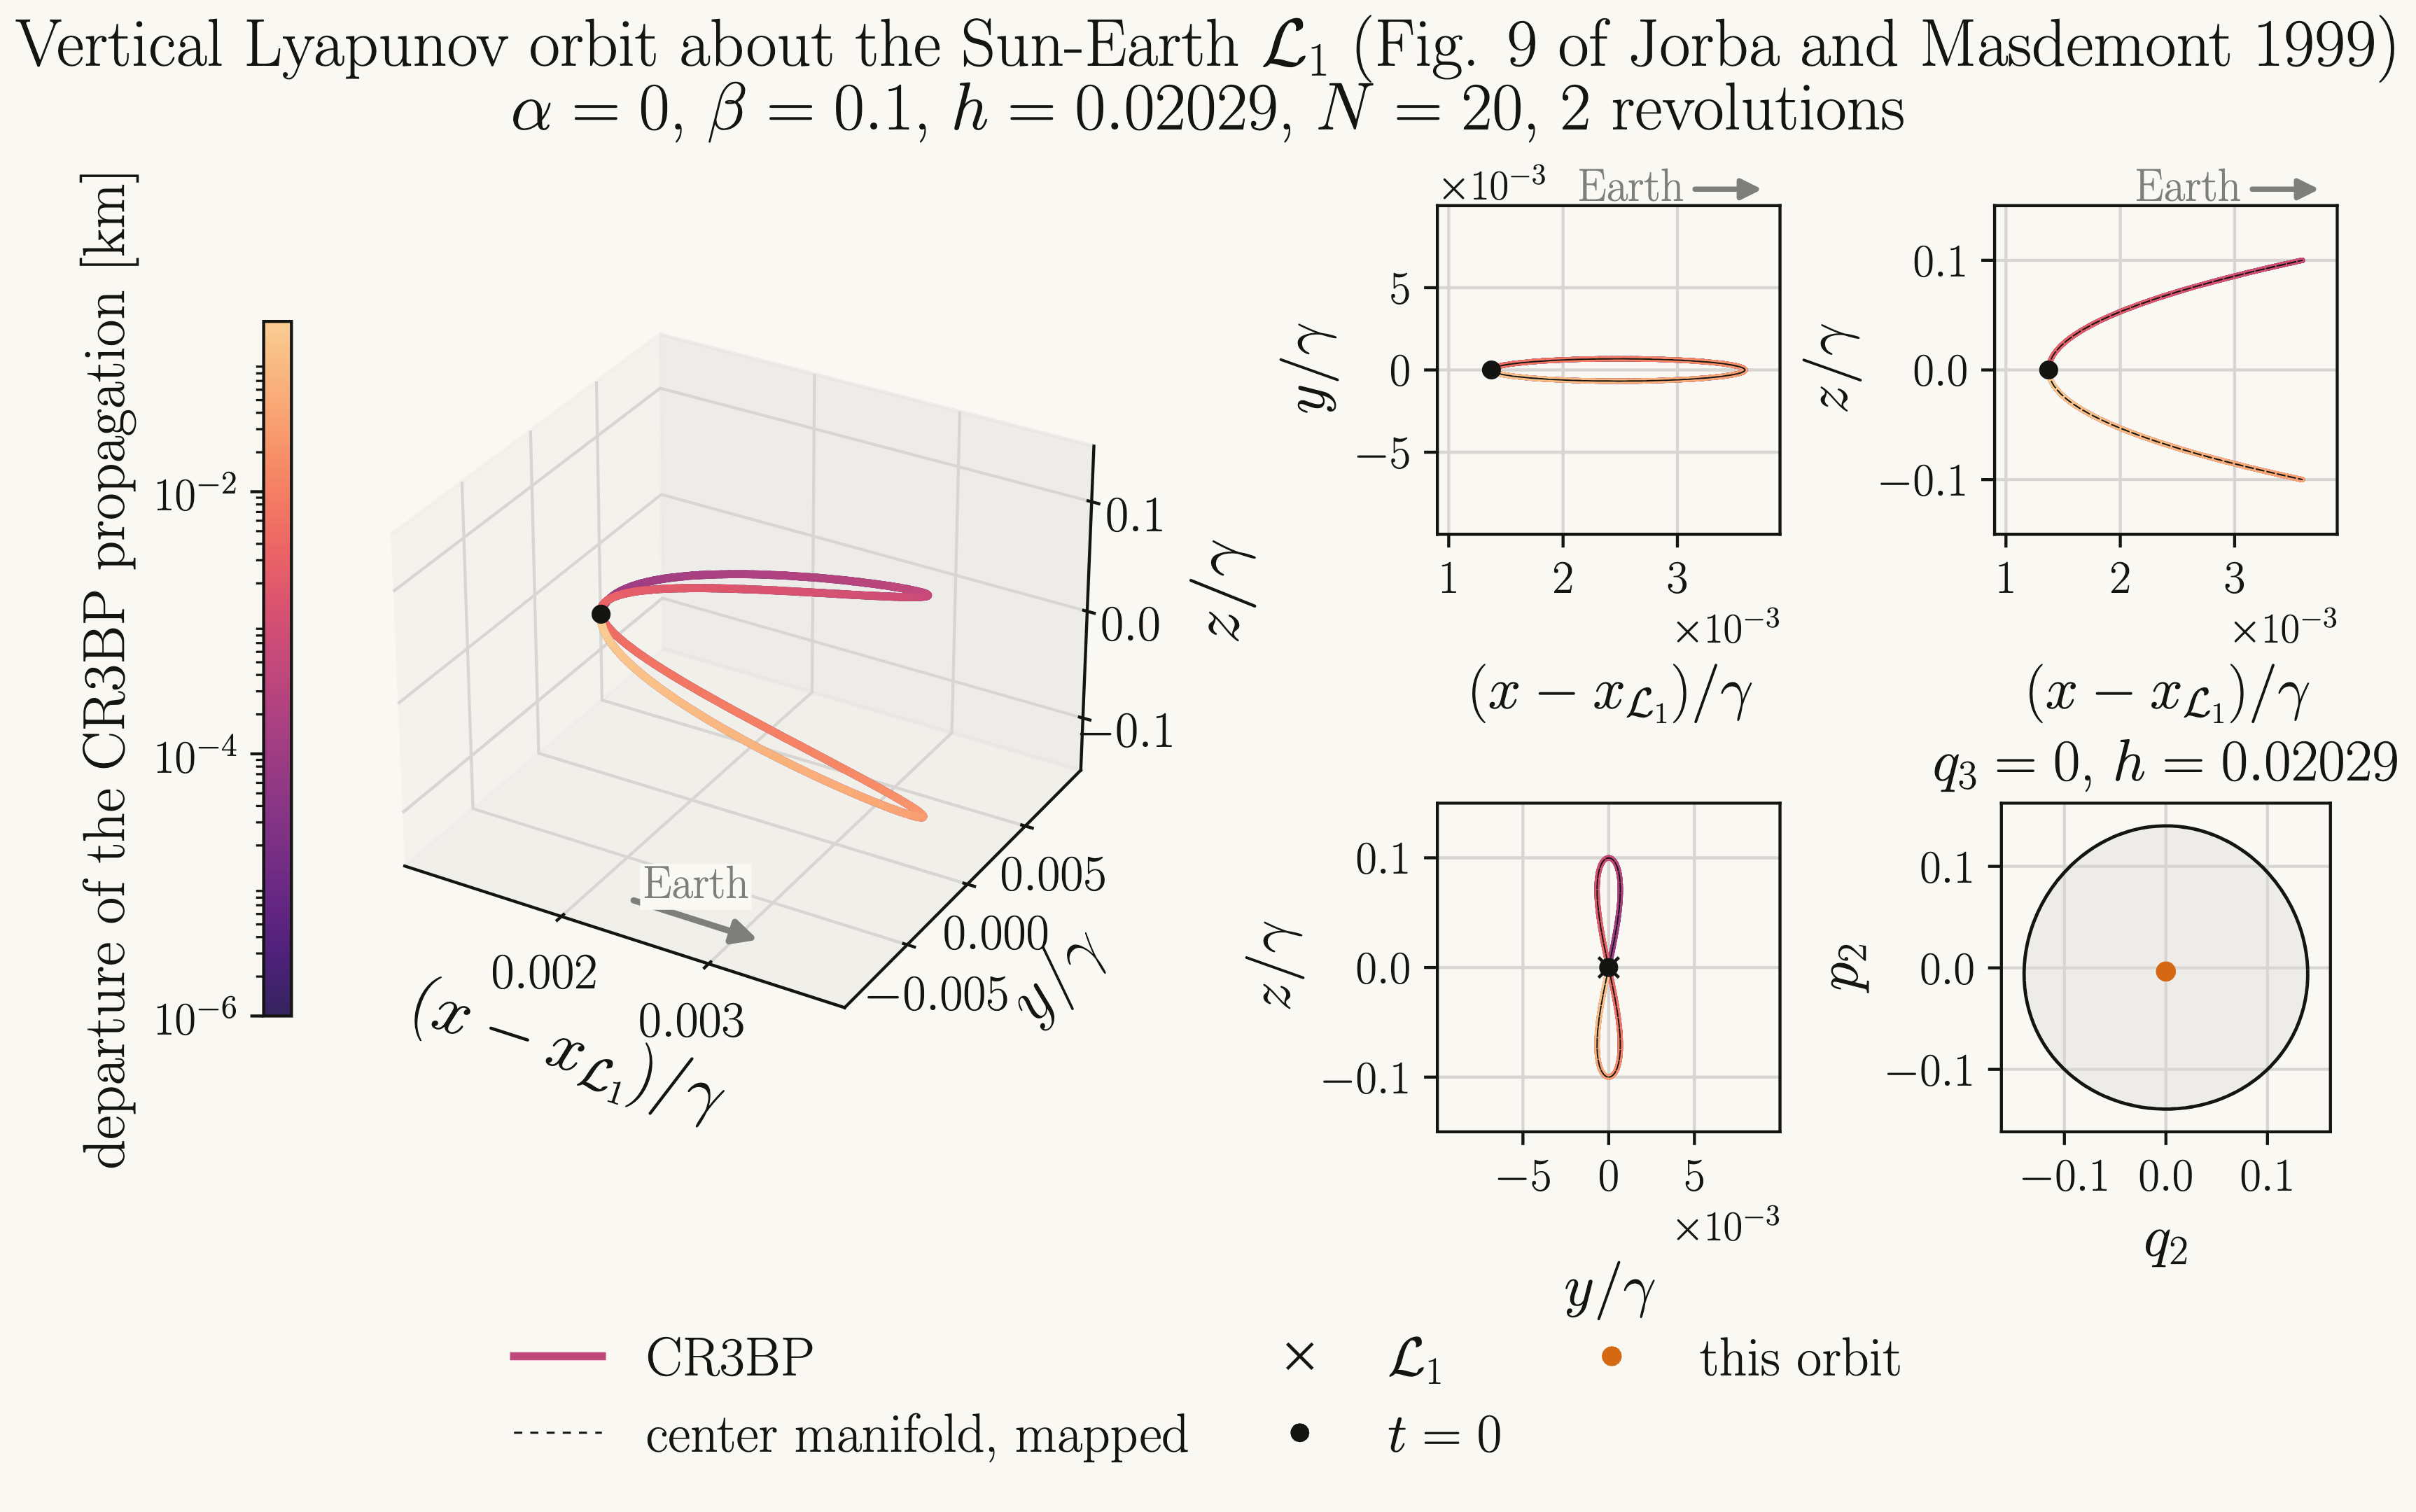 Vertical Lyapunov orbit about the Sun-Earth 𝓛₁ (Fig. 9 of Jorba and Masdemont 1999)
α = 0, β = 0.1, h = 0.02029, N = 20, 2 revolutions
departure of the CR3BP propagation [km]
10⁻²
10⁻⁴
10⁻⁶
0.1
0.0
−0.1
z/γ
0.005
0.000
−0.005
y/γ
Earth
0.002
0.003
(x − x𝓛₁)/γ
×10⁻³
Earth
5
0
−5
y/γ
1 2 3
×10⁻³
(x − x𝓛₁)/γ
Earth
0.1
0.0
−0.1
z/γ
1 2 3
×10⁻³
(x − x𝓛₁)/γ
0.1
0.0
−0.1
z/γ
−5 0 5
×10⁻³
y/γ
q₃ = 0, h = 0.02029
0.1
0.0
−0.1
p₂
−0.1 0.0 0.1
q₂
CR3BP
center manifold, mapped
𝓛₁
t = 0
this orbit